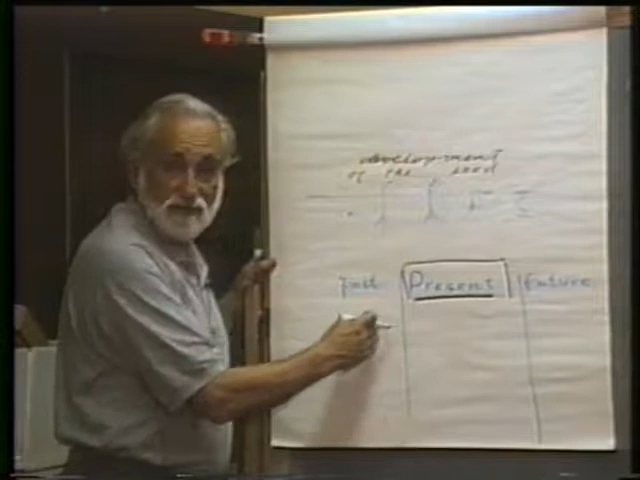 development
of the seed
Past Present future